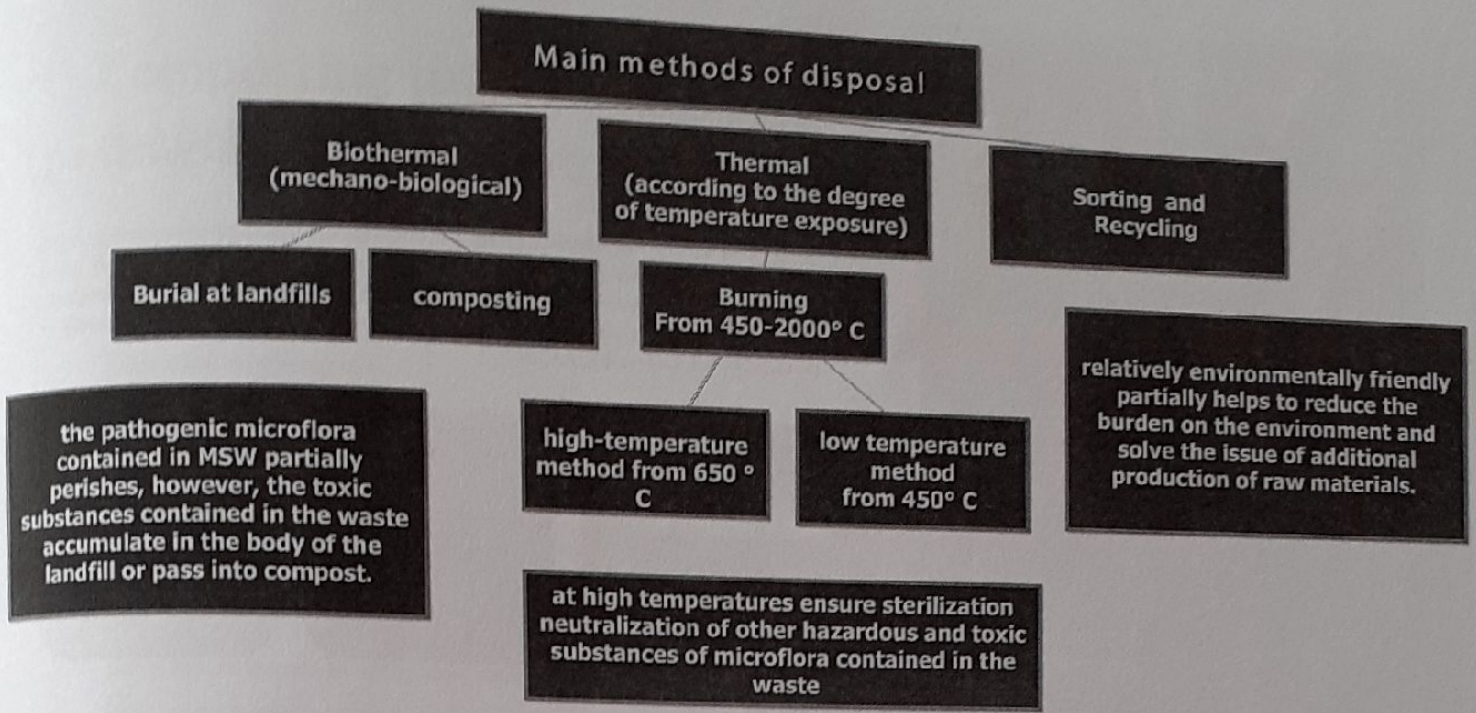 Main methods of disposal
Biothermal
(mechano-biological)
Thermal
(according to the degree
of temperature exposure)
Sorting and
Recycling
Burial at landfills
composting
Burning
From 450-2000° C
high-temperature
method from 650 °
C
low temperature
method
from 450° C
the pathogenic microflora
contained in MSW partially
perishes, however, the toxic
substances contained in the waste
accumulate in the body of the
landfill or pass into compost.
at high temperatures ensure sterilization
neutralization of other hazardous and toxic
substances of microflora contained in the
waste
relatively environmentally friendly
partially helps to reduce the
burden on the environment and
solve the issue of additional
production of raw materials.